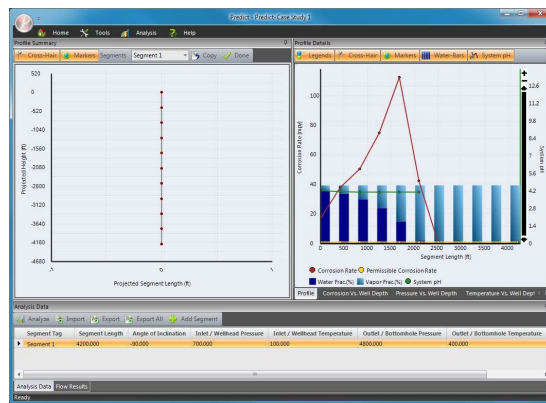 Predict - Predict-Case Study 1
Home Tools Analysis Help
Profile Summary
Cross-Hair Markers Segments Segment 1 Copy Done
520
0
-520
-1040
-1560
-2080
-2600
-3120
-3640
-4160
-4680
0
Projected Height (ft)
Projected Segment Length (ft)
Profile Details
Legends Cross-Hair Markers Water-Bars System pH
100
80
60
40
20
0
Corrosion Rate (mpy)
12.6
11.2
9.8
8.4
7
5.6
4.2
2.8
1.4
0
System pH
0 500 1000 1500 2000 2500 3000 3500 4000
Segment Length (ft)
Corrosion Rate Permissible Corrosion Rate
Water Frac.(%) Vapor Frac.(%) System pH
Profile Corrosion Vs. Well Depth Pressure Vs. Well Depth Temperature Vs. Well Dept
Analysis Data
Analyze Import Export Export All Add Segment
Segment Tag Segment Length Angle of Inclination Inlet / Wellhead Pressure Inlet / Wellhead Temperature Outlet / Bottomhole Pressure Outlet / Bottomhole Temperature
Segment 1 4200.000 -90.000 700.000 100.000 4800.000 400.000
Analysis Data Flow Results
Ready